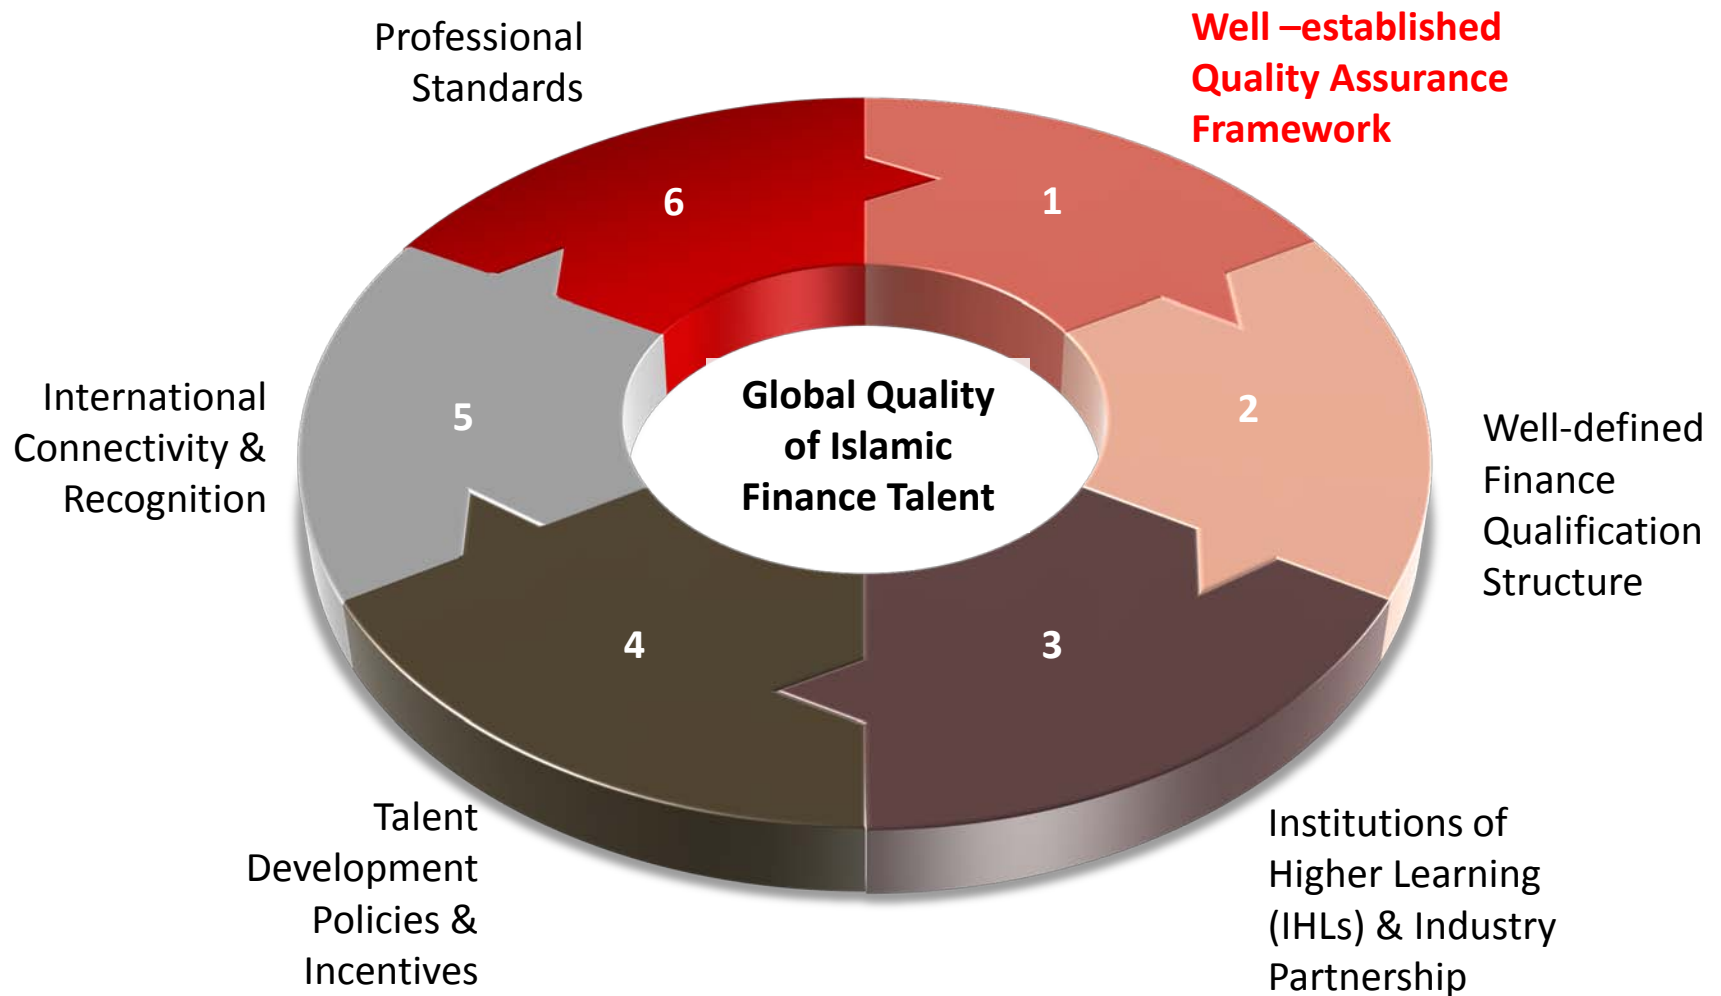 Professional
Standards
Well –established
Quality Assurance
Framework
6
1
International
Connectivity &
Recognition
5
Global Quality
of Islamic
Finance Talent
2
Well-defined
Finance
Qualification
Structure
4
3
Talent
Development
Policies &
Incentives
Institutions of
Higher Learning
(IHLs) & Industry
Partnership